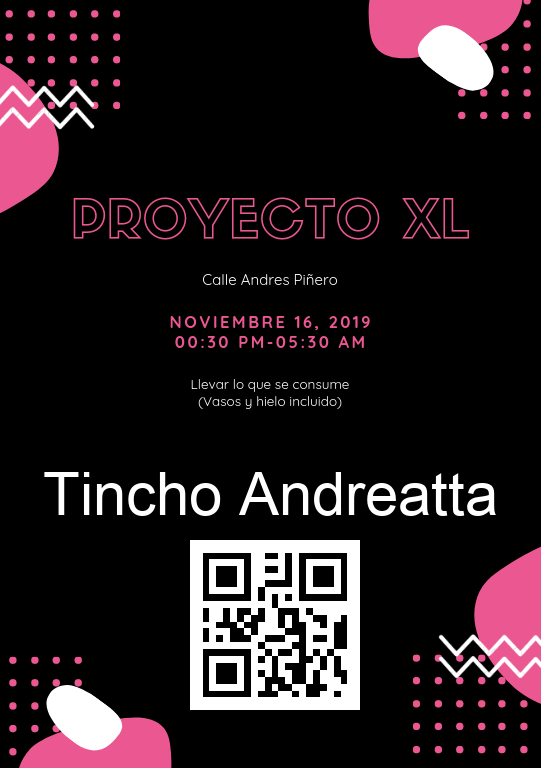 PROYECTO XL
Calle Andres Piñero
NOVIEMBRE 16, 2019
00:30 PM-05:30 AM
Llevar lo que se consume
(Vasos y hielo incluido)
Tincho Andreatta